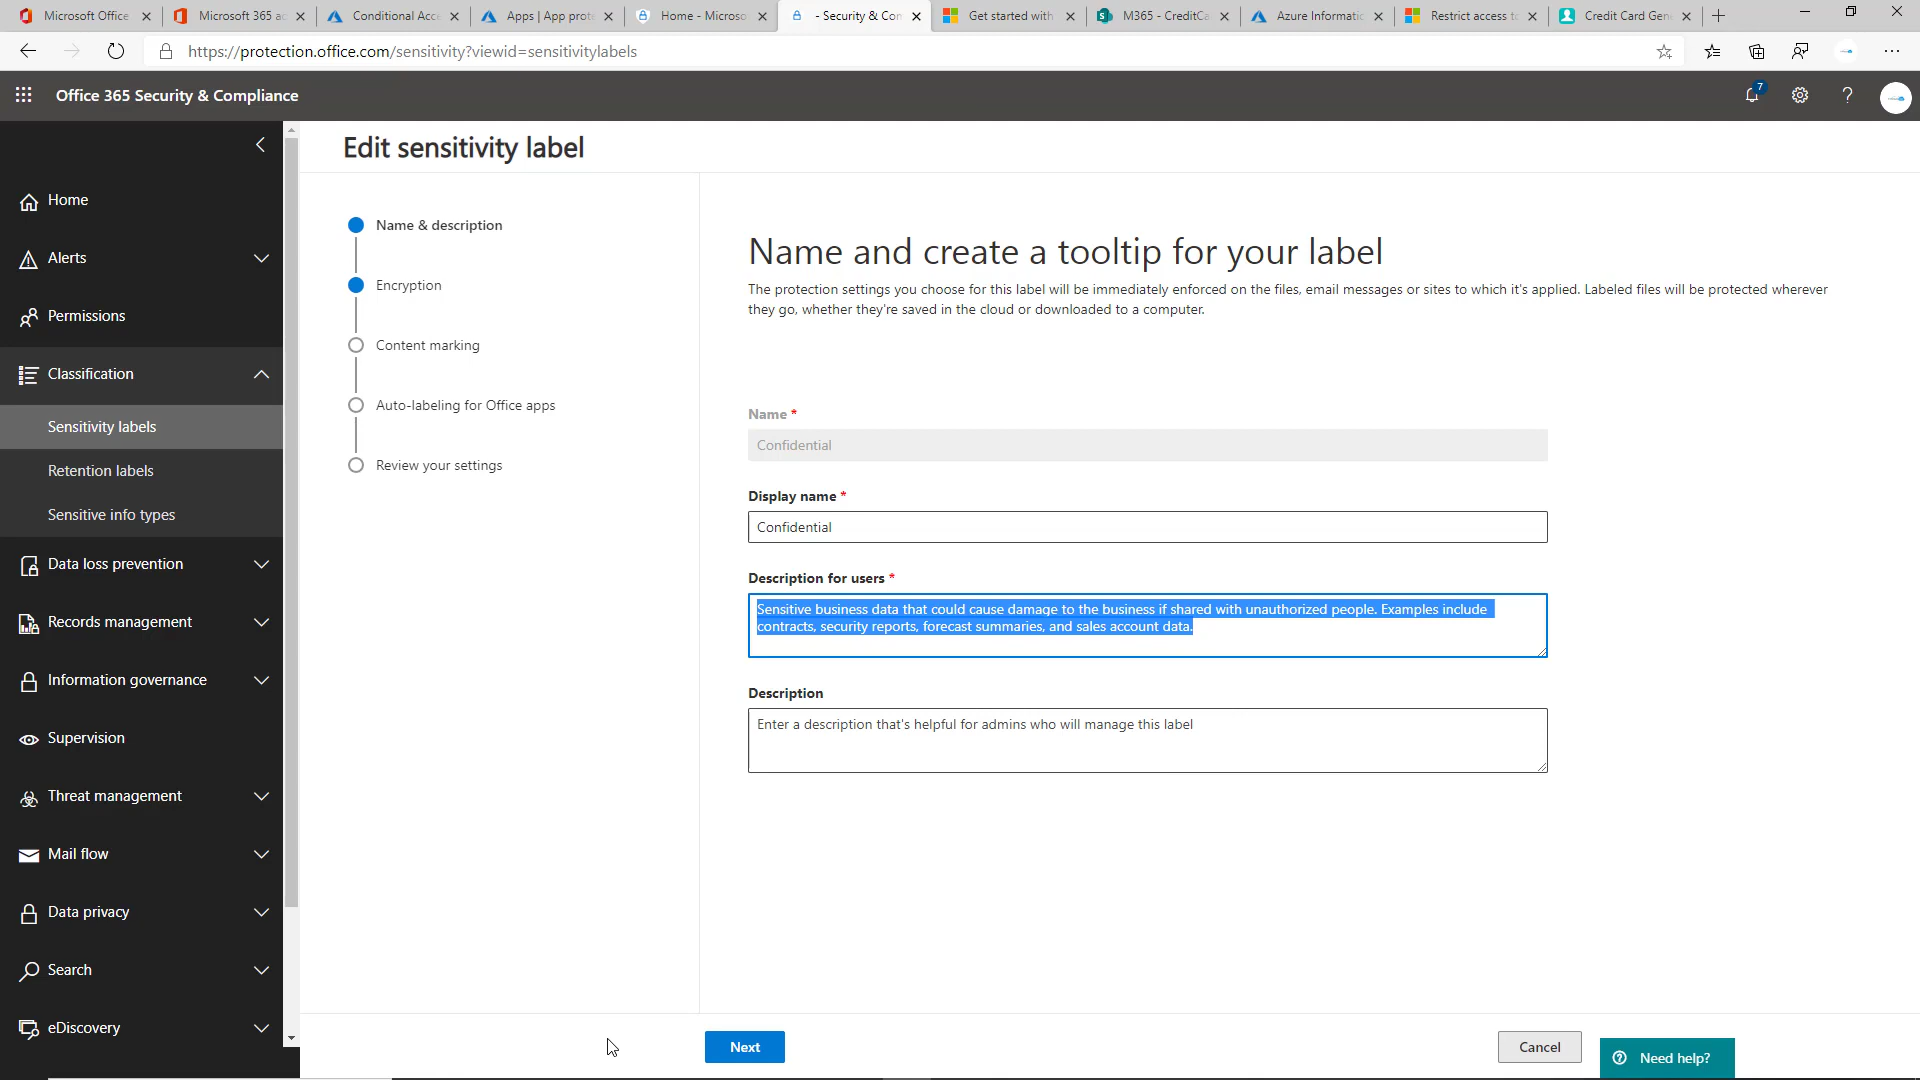 Microsoft Office
Microsoft 365 a
Conditional Acc
Apps | App prot
Home - Microso
- Security & Con
Get started with
M365 - CreditCa
Azure Informatic
Restrict access to
Credit Card Gen
https://protection.office.com/sensitivity?viewid=sensitivitylabels
Office 365 Security & Compliance
7
?
Edit sensitivity label
Home
Alerts
Permissions
Classification
Sensitivity labels
Retention labels
Sensitive info types
Data loss prevention
Records management
Information governance
Supervision
Threat management
Mail flow
Data privacy
Search
eDiscovery
Name & description
Encryption
Content marking
Auto-labeling for Office apps
Review your settings
Name and create a tooltip for your label
The protection settings you choose for this label will be immediately enforced on the files, email messages or sites to which it's applied. Labeled files will be protected wherever
they go, whether they're saved in the cloud or downloaded to a computer.
Name *
Confidential
Display name *
Confidential
Description for users *
Sensitive business data that could cause damage to the business if shared with unauthorized people. Examples include
contracts, security reports, forecast summaries, and sales account data.
Description
Enter a description that's helpful for admins who will manage this label
Next
Cancel
Need help?